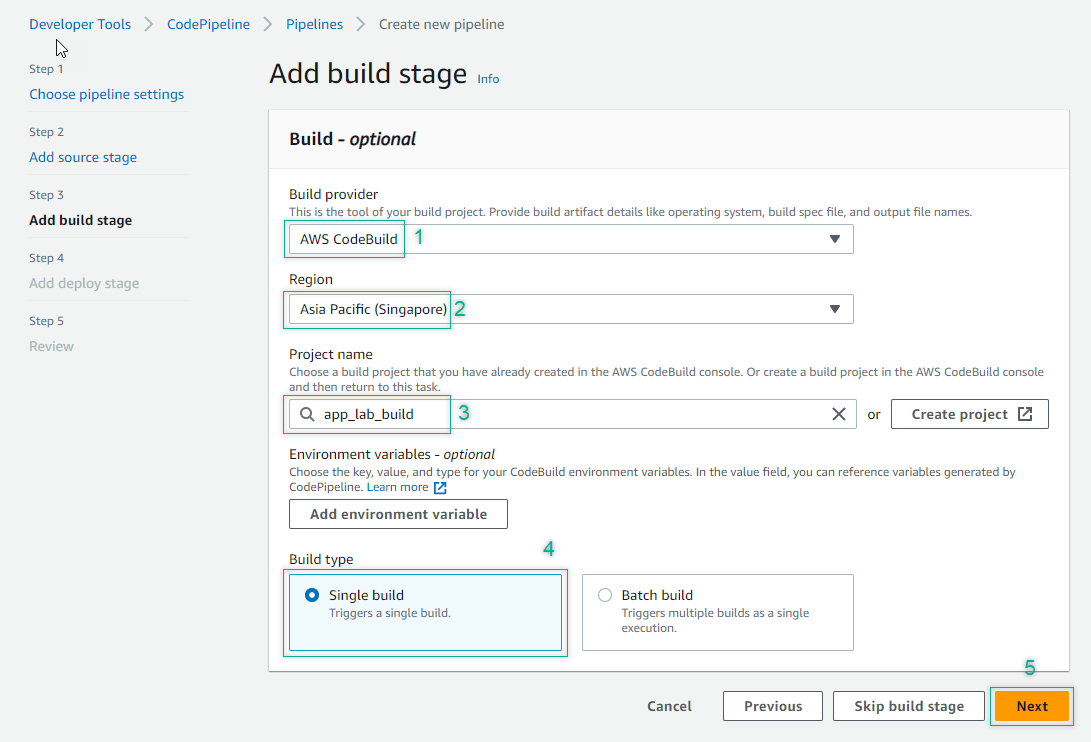 Developer Tools > CodePipeline > Pipelines > Create new pipeline
Step 1
Choose pipeline settings
Step 2
Add source stage
Step 3
Add build stage
Step 4
Add deploy stage
Step 5
Review
Add build stage Info
Build - optional
Build provider
This is the tool of your build project. Provide build artifact details like operating system, build spec file, and output file names.
AWS CodeBuild 1
Region
Asia Pacific (Singapore) 2
Project name
Choose a build project that you have already created in the AWS CodeBuild console. Or create a build project in the AWS CodeBuild console
and then return to this task.
app_lab_build 3 or Create project
Environment variables - optional
Choose the key, value, and type for your CodeBuild environment variables. In the value field, you can reference variables generated by
CodePipeline. Learn more
Add environment variable
Build type
4
Single build
Triggers a single build.
Batch build
Triggers multiple builds as a single
execution.
5
Cancel Previous Skip build stage Next